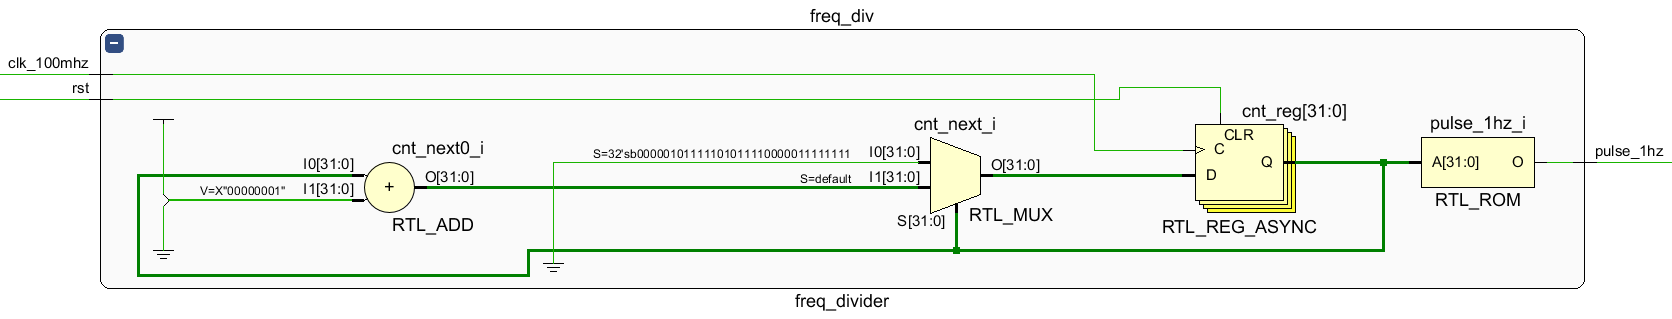 freq_div
clk_100mhz
rst
cnt_reg[31:0]
cnt_next_i
pulse_1hz_i
CLR
cnt_next0_i
S=32'sb00000101111101011110000011111111
I0[31:0]
C
pulse_1hz
I0[31:0]
O[31:0]
Q
A[31:0]
O
O[31:0]
S=default
I1[31:0]
D
V=X"00000001"
I1[31:0]
+
RTL_ROM
S[31:0]
RTL_MUX
RTL_ADD
RTL_REG_ASYNC
freq_divider